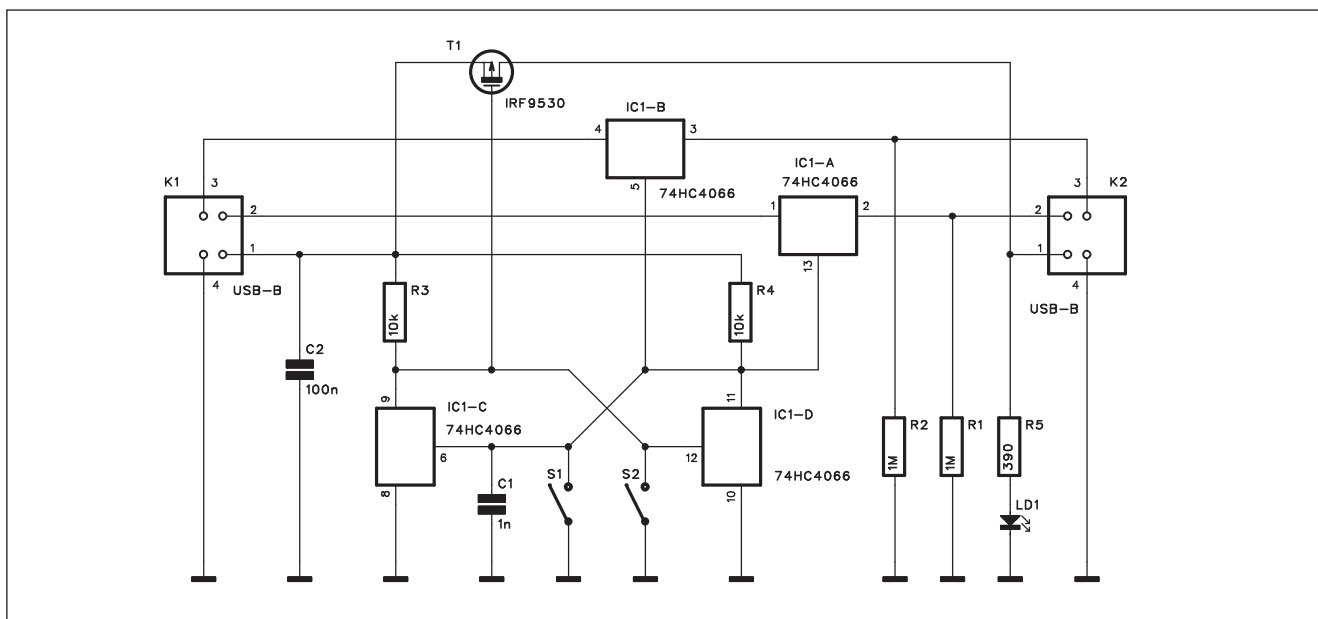 T1
IRF9530
IC1-B
4
3
5
74HC4066
IC1-A
74HC4066
1
2
13
K1
3
2
1
4
USB-B
K2
3
2
1
4
USB-B
R3
10k
R4
10k
C2
100n
9
IC1-C
74HC4066
6
8
11
IC1-D
12
74HC4066
10
C1
1n
S1
S2
R2
1M
R1
1M
R5
390
LD1